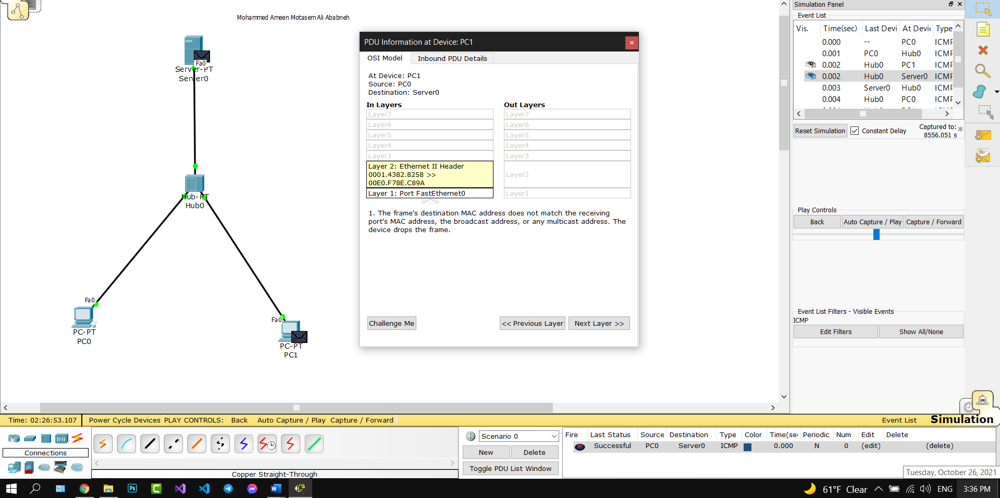 Mohammed Ameen Motasem Ali Ababneh
Fa0
Server-PT
Server0
Hub-PT
Hub0
Fa0
PC-PT
PC0
Fa0
PC-PT
PC1
PDU Information at Device: PC1
OSI Model
Inbound PDU Details
At Device: PC1
Source: PC0
Destination: Server0
In Layers
Out Layers
Layer7
Layer7
Layer6
Layer6
Layer5
Layer5
Layer4
Layer4
Layer3
Layer3
Layer 2: Ethernet II Header
0001.4382.8258 >>
00E0.F78E.C89A
Layer2
Layer 1: Port FastEthernet0
Layer1
1. The frame's destination MAC address does not match the receiving
port's MAC address, the broadcast address, or any multicast address. The
device drops the frame.
Challenge Me
<< Previous Layer
Next Layer >>
Simulation Panel
Event List
Vis. Time(sec) Last Devi At Devic Type
0.000 -- PC0 ICMP
0.001 PC0 Hub0 ICMP
0.002 Hub0 PC1 ICMP
0.002 Hub0 Server0 ICMP
0.003 Server0 Hub0 ICMP
0.004 Hub0 PC0 ICMP
Reset Simulation
Constant Delay
Captured to:
8556.051 s
Play Controls
Back
Auto Capture / Play
Capture / Forward
Event List Filters - Visible Events
ICMP
Edit Filters
Show All/None
Time: 02:26:53.107
Power Cycle Devices
PLAY CONTROLS:
Back
Auto Capture / Play
Capture / Forward
Event List
Simulation
Connections
Copper Straight-Through
Scenario 0
New
Delete
Toggle PDU List Window
Fire Last Status Source Destination Type Color Time(sec Periodic Num Edit Delete
Successful PC0 Server0 ICMP 0.000 N 0 (edit) (delete)
Tuesday, October 26, 2021
Ps
61°F Clear
ENG
3:36 PM